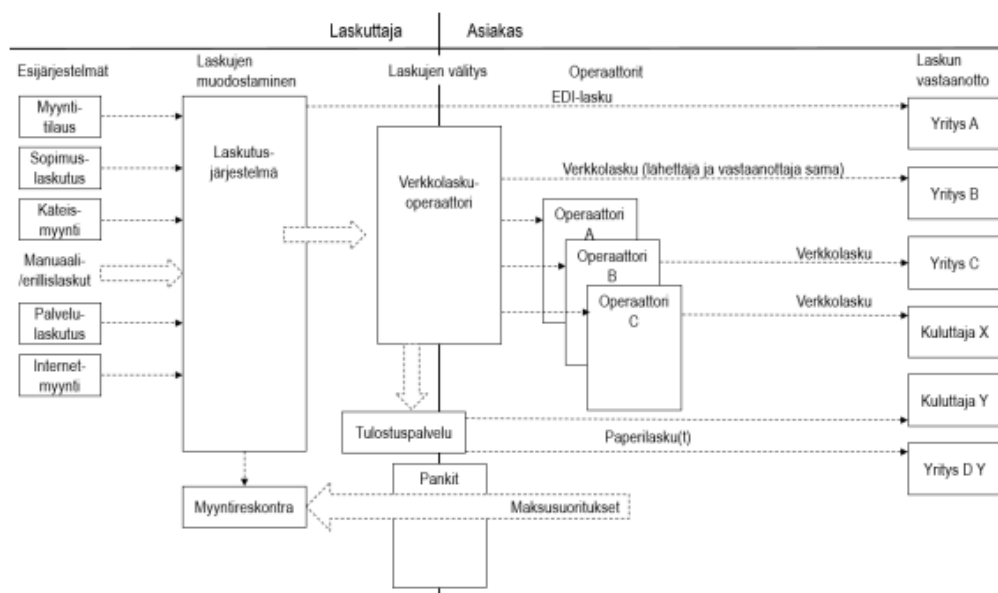 Laskuttaja
Asiakas
Esijärjestelmät
Laskujen
muodostaminen
Laskujen välitys
Operaattorit
Laskun
vastaanotto
EDI-lasku
Myynti-
tilaus
Sopimus-
laskutus
Käteis-
myynti
Manuaali-
/erillislaskut
Palvelu-
laskutus
Internet-
myynti
Laskutus-
järjestelmä
Verkkolasku-
operaattori
Verkkolasku (lähettäjä ja vastaanottaja sama)
Operaattori
A
Operaattori
B
Operaattori
C
Verkkolasku
Verkkolasku
Yritys A
Yritys B
Yritys C
Kuluttaja X
Kuluttaja Y
Yritys D Y
Tulostuspalvelu
Paperilasku(t)
Pankit
Myyntireskontra
Maksusuoritukset